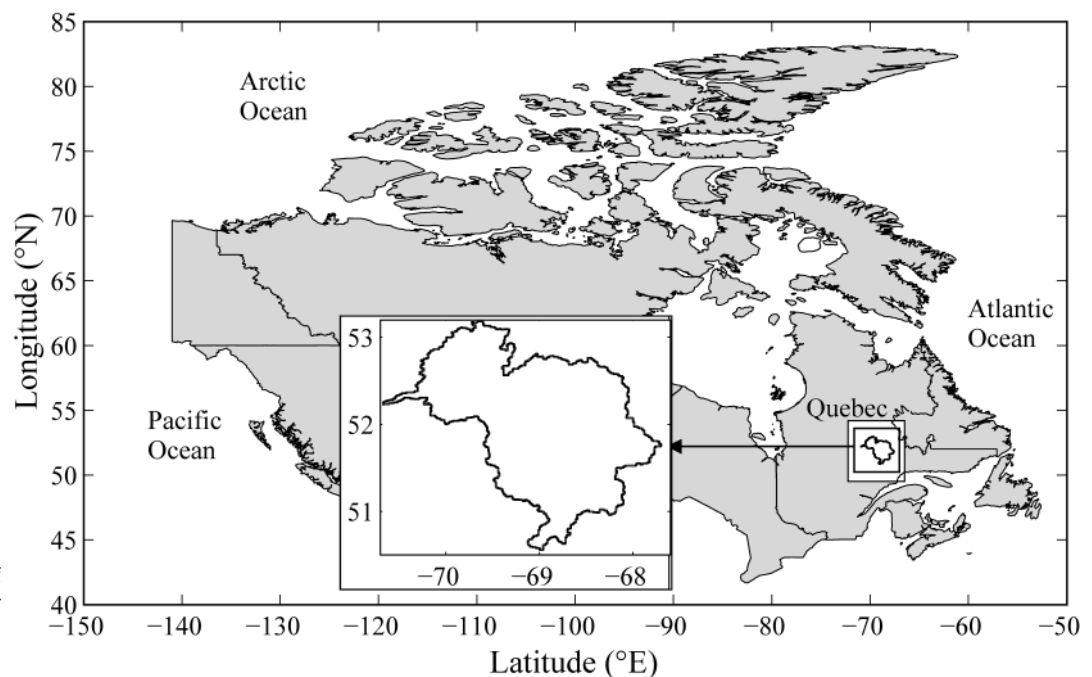 85
80
75
70
65
60
55
50
45
40
Longitude (°N)
Arctic
Ocean
Atlantic
Ocean
Pacific
Ocean
Quebec
53
52
51
−70 −69 −68
−150 −140 −130 −120 −110 −100 −90 −80 −70 −60 −50
Latitude (°E)